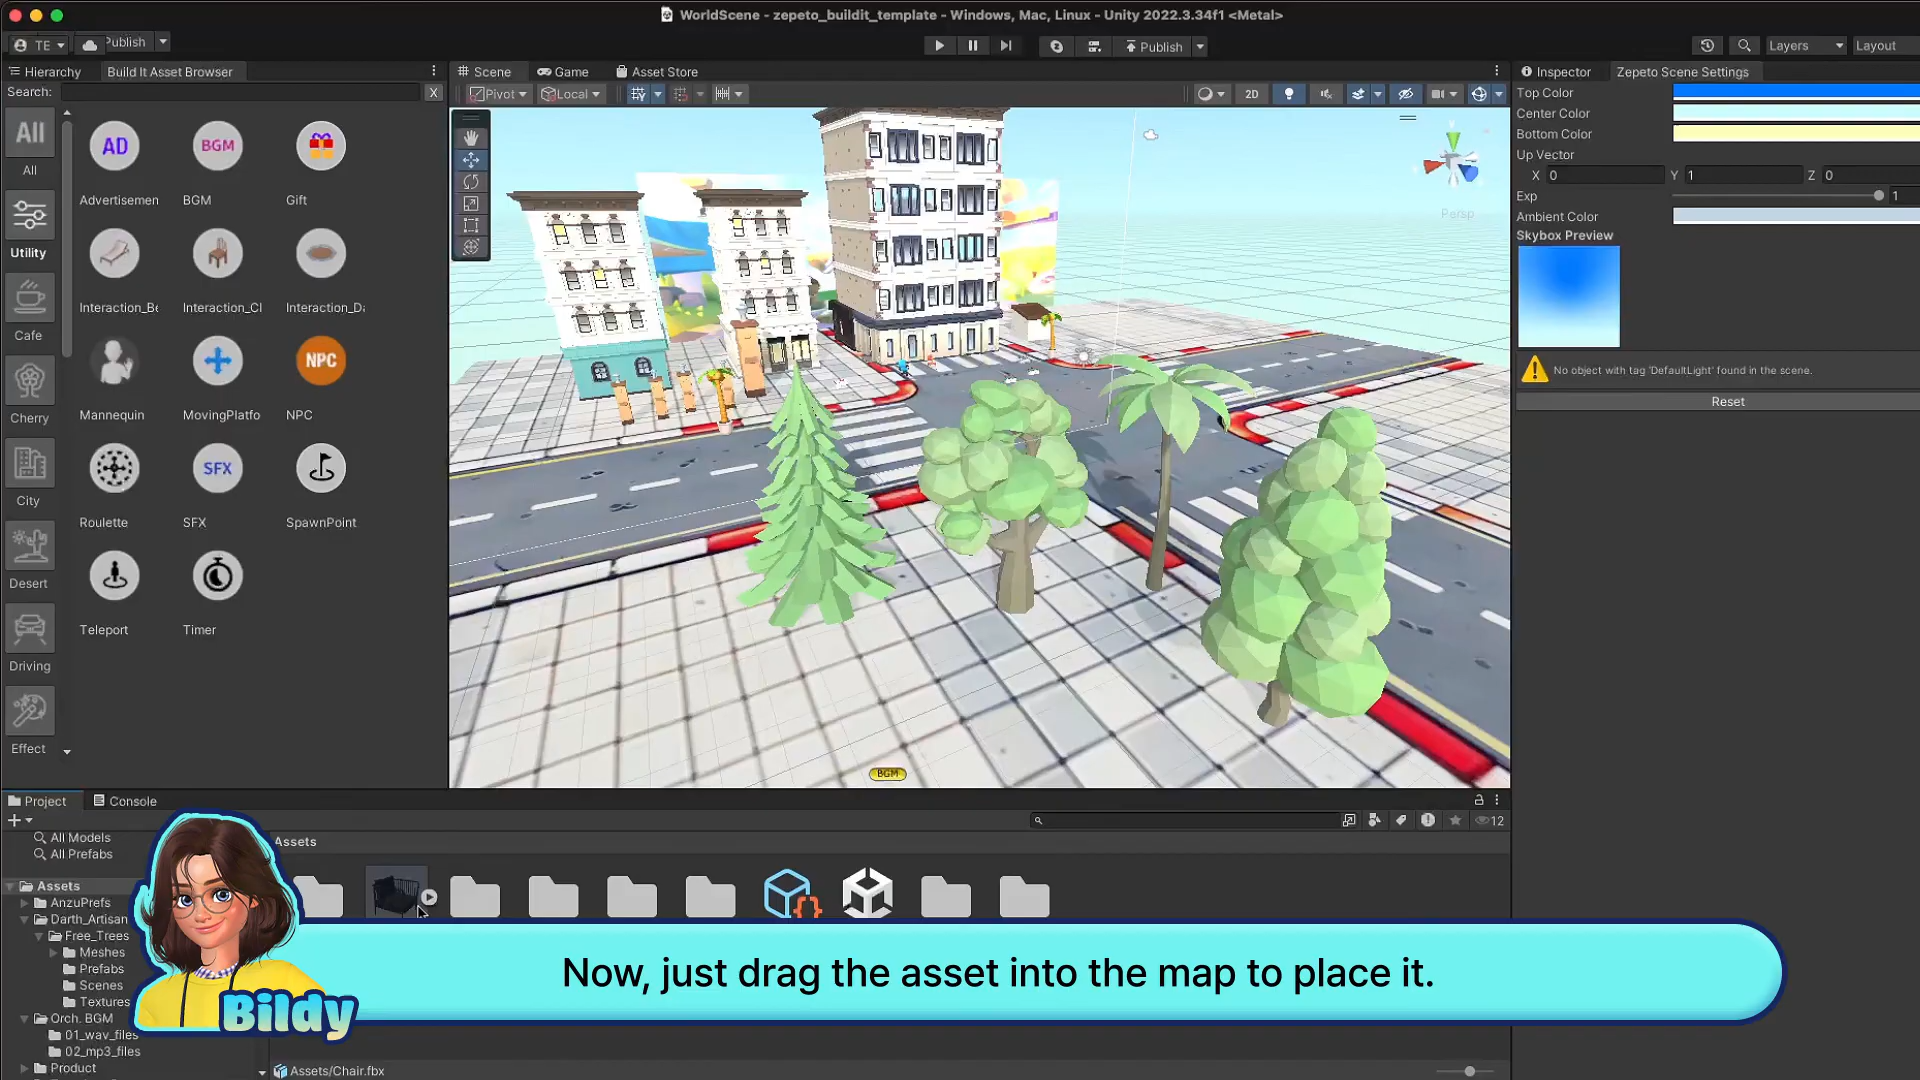 WorldScene - zepeto_buildit_template - Windows, Mac, Linux - Unity 2022.3.34f1 <Metal>
TE
Publish
Publish
Layers
Layout
Hierarchy
Build It Asset Browser
Search:
X
All
All
Utility
Cafe
Cherry
City
Desert
Driving
Effect
AD
BGM
Advertisemen
BGM
Gift
Interaction_Be
Interaction_Cl
Interaction_Da
NPC
Mannequin
MovingPlatfo
NPC
SFX
Roulette
SFX
SpawnPoint
Teleport
Timer
Scene
Game
Asset Store
Pivot
Local
2D
Persp
BGM
Inspector
Zepeto Scene Settings
Top Color
Center Color
Bottom Color
Up Vector
X 0 Y 1 Z 0
Exp 1
Ambient Color
Skybox Preview
No object with tag 'DefaultLight' found in the scene.
Reset
Project
Console
12
All Models
All Prefabs
Assets
AnzuPrefs
Darth_Artisan
Free_Trees
Meshes
Prefabs
Scenes
Textures
Orch. BGM
01_wav_files
02_mp3_files
Product
Assets
Now, just drag the asset into the map to place it.
Bildy
Assets/Chair.fbx